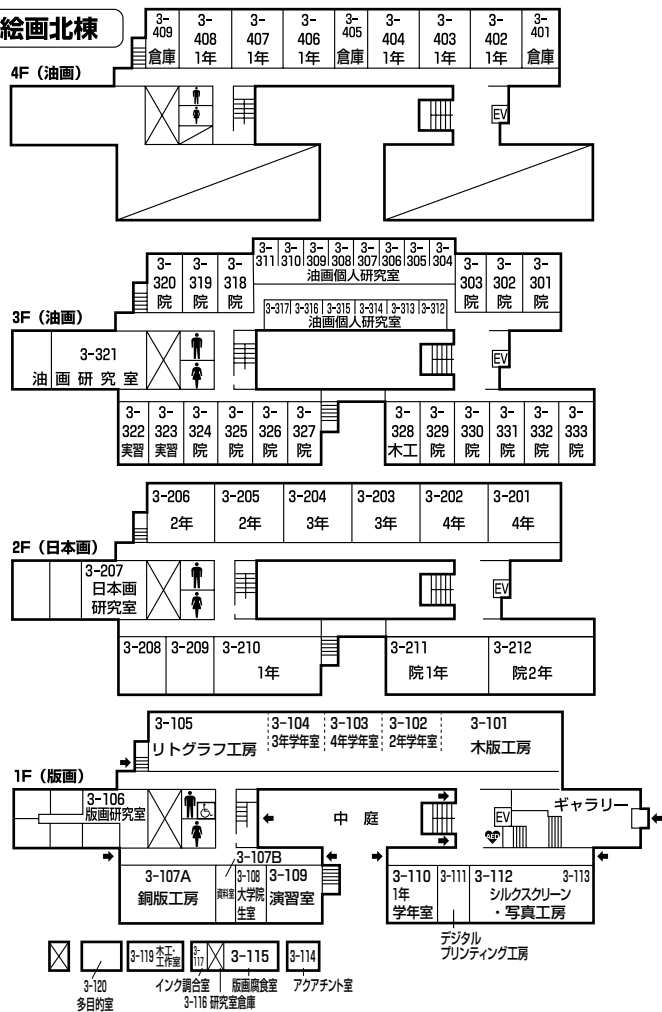 絵画北棟
4F（油画）
3-409 倉庫
3-408 1年
3-407 1年
3-406 1年
3-405 倉庫
3-404 1年
3-403 1年
3-402 1年
3-401 倉庫
EV
3F（油画）
3-320 院
3-319 院
3-318 院
3-311 3-310 3-309 3-308 3-307 3-306 3-305 3-304
油画個人研究室
3-303 院
3-302 院
3-301 院
3-317 3-316 3-315 3-314 3-313 3-312
油画個人研究室
3-321
油画研究室
EV
3-322 実習
3-323 実習
3-324 院
3-325 院
3-326 院
3-327 院
3-328 木工
3-329 院
3-330 院
3-331 院
3-332 院
3-333 院
2F（日本画）
3-206 2年
3-205 2年
3-204 3年
3-203 3年
3-202 4年
3-201 4年
3-207
日本画
研究室
EV
3-208
3-209
3-210 1年
3-211 院1年
3-212 院2年
1F（版画）
3-105
リトグラフ工房
3-104
3年学年室
3-103
4年学年室
3-102
2年学年室
3-101
木版工房
3-106
版画研究室
中庭
EV
AED
ギャラリー
3-107A
銅版工房
3-107B
資料室
3-108
大学院
生室
3-109
演習室
3-110
1年
学年室
3-111
デジタル
プリンティング工房
3-112
シルクスクリーン
・写真工房
3-113
3-120
多目的室
3-119 木工・工作室
3-117
インク調合室
3-116 研究室倉庫
3-115
版画腐食室
3-114
アクアチント室